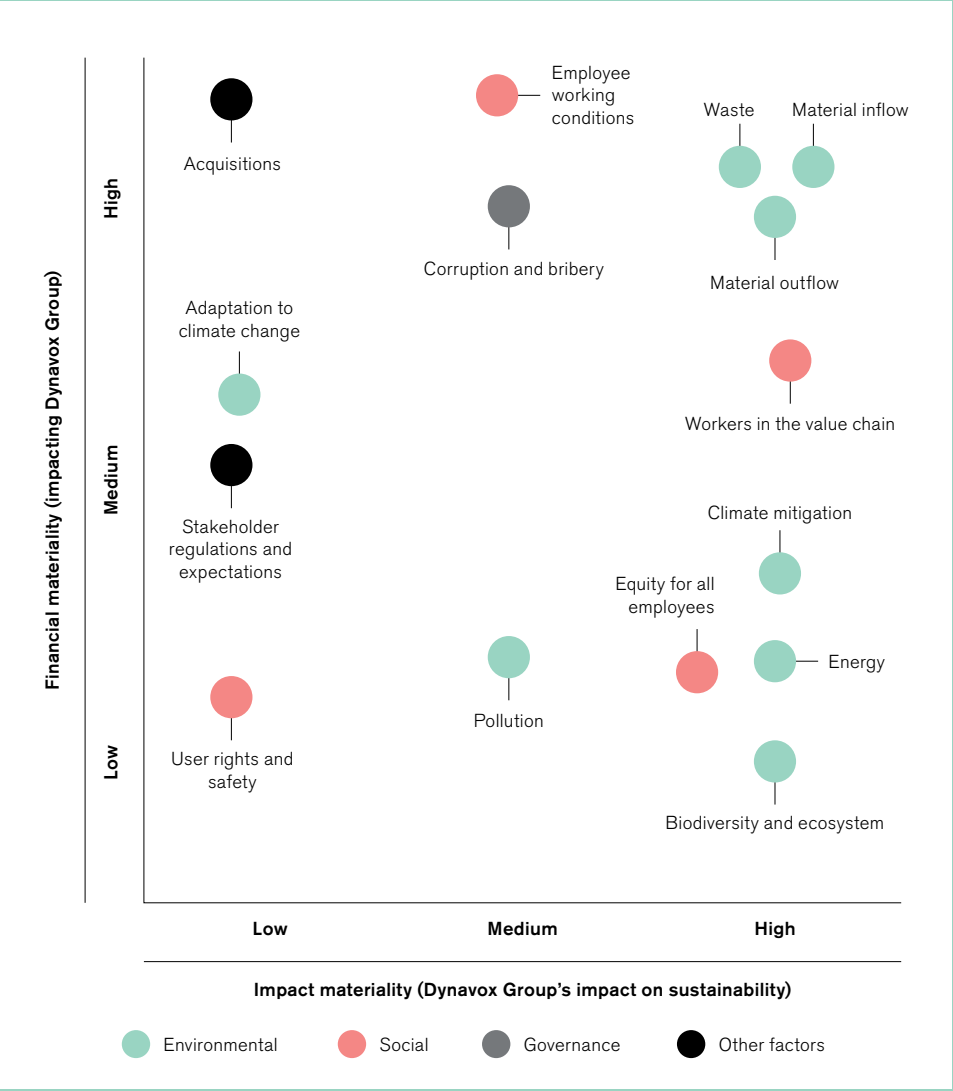 Employee
working
conditions
Waste
Material inflow
Acquisitions
High
Corruption and bribery
Material outflow
Financial materiality (impacting Dynavox Group)
Adaptation to
climate change
Workers in the value chain
Medium
Stakeholder
regulations and
expectations
Climate mitigation
Equity for all
employees
Energy
Pollution
Low
User rights and
safety
Biodiversity and ecosystem
Low
Medium
High
Impact materiality (Dynavox Group’s impact on sustainability)
Environmental
Social
Governance
Other factors